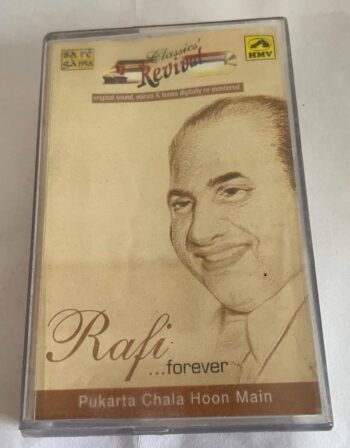 SA RE
GA MA
Classics'
Revival
HMV
original sound, voices & tunes digitally re-mastered
Rafi
...forever
Pukarta Chala Hoon Main